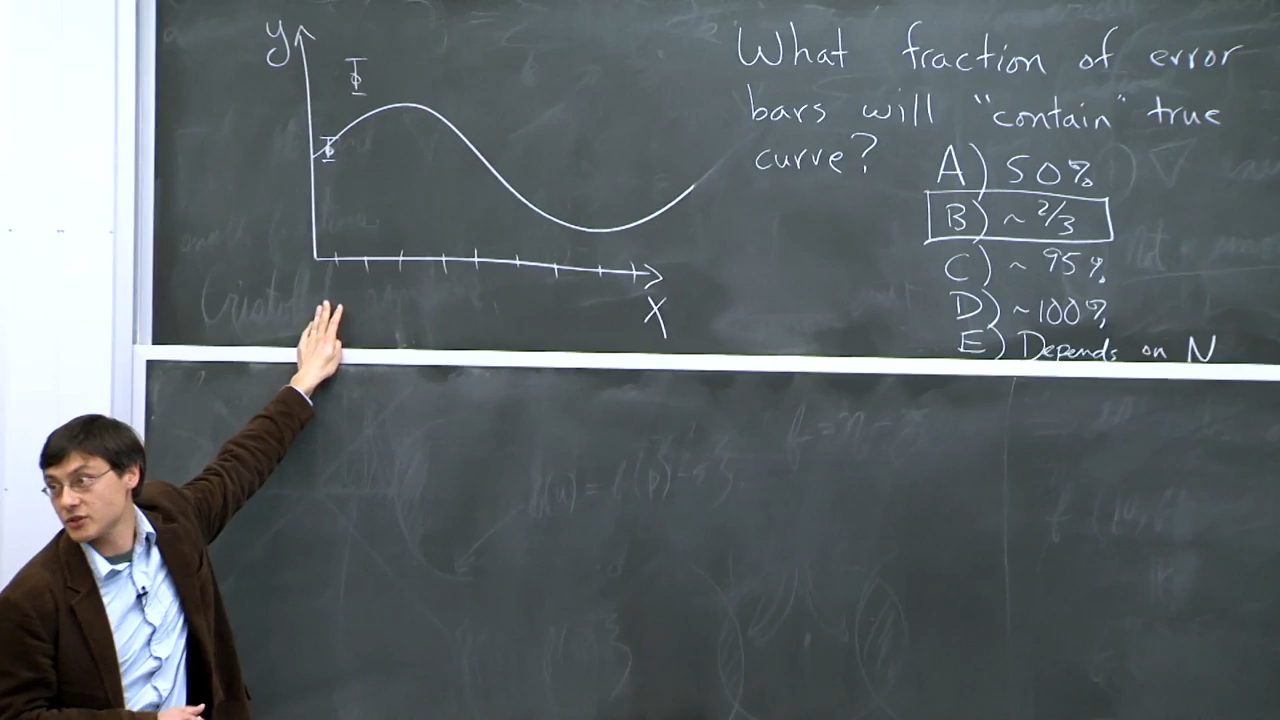 y
x
What fraction of error
bars will "contain" true
curve?
A) 50%
B) ~ 2/3
C) ~ 95%
D) ~100%
E) Depends on N